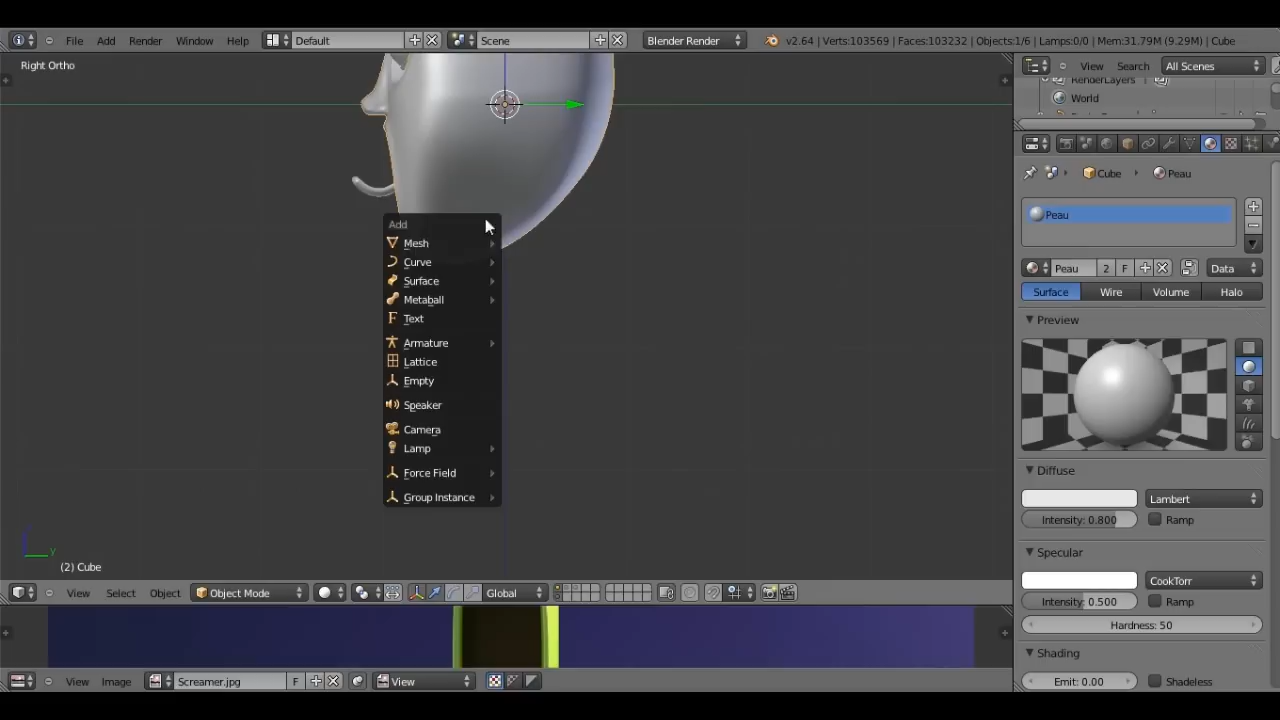 File Add Render Window Help Default Scene Blender Render v2.64 | Verts:103569 | Faces:103232 | Objects:1/6 | Lamps:0/0 | Mem:31.79M (9.29M) | Cube
Right Ortho
View Search All Scenes
RenderLayers
World
Cube Peau
Peau
Peau 2 F Data
Surface Wire Volume Halo
Preview
Add
Mesh
Curve
Surface
Metaball
Text
Armature
Lattice
Empty
Speaker
Camera
Lamp
Force Field
Group Instance
Diffuse
Lambert
Intensity: 0.800 Ramp
Specular
CookTorr
Intensity: 0.500 Ramp
Hardness: 50
Shading
Emit: 0.00 Shadeless
y
(2) Cube
View Select Object Object Mode Global
View Image Screamer.jpg F View